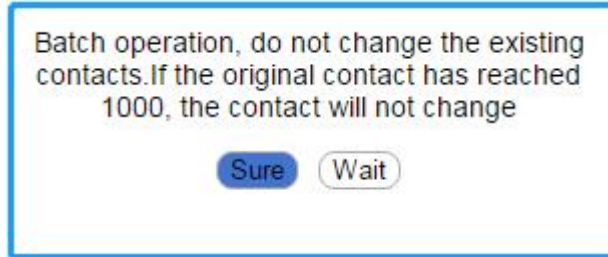 Batch operation, do not change the existing
contacts.If the original contact has reached
1000, the contact will not change
Sure Wait